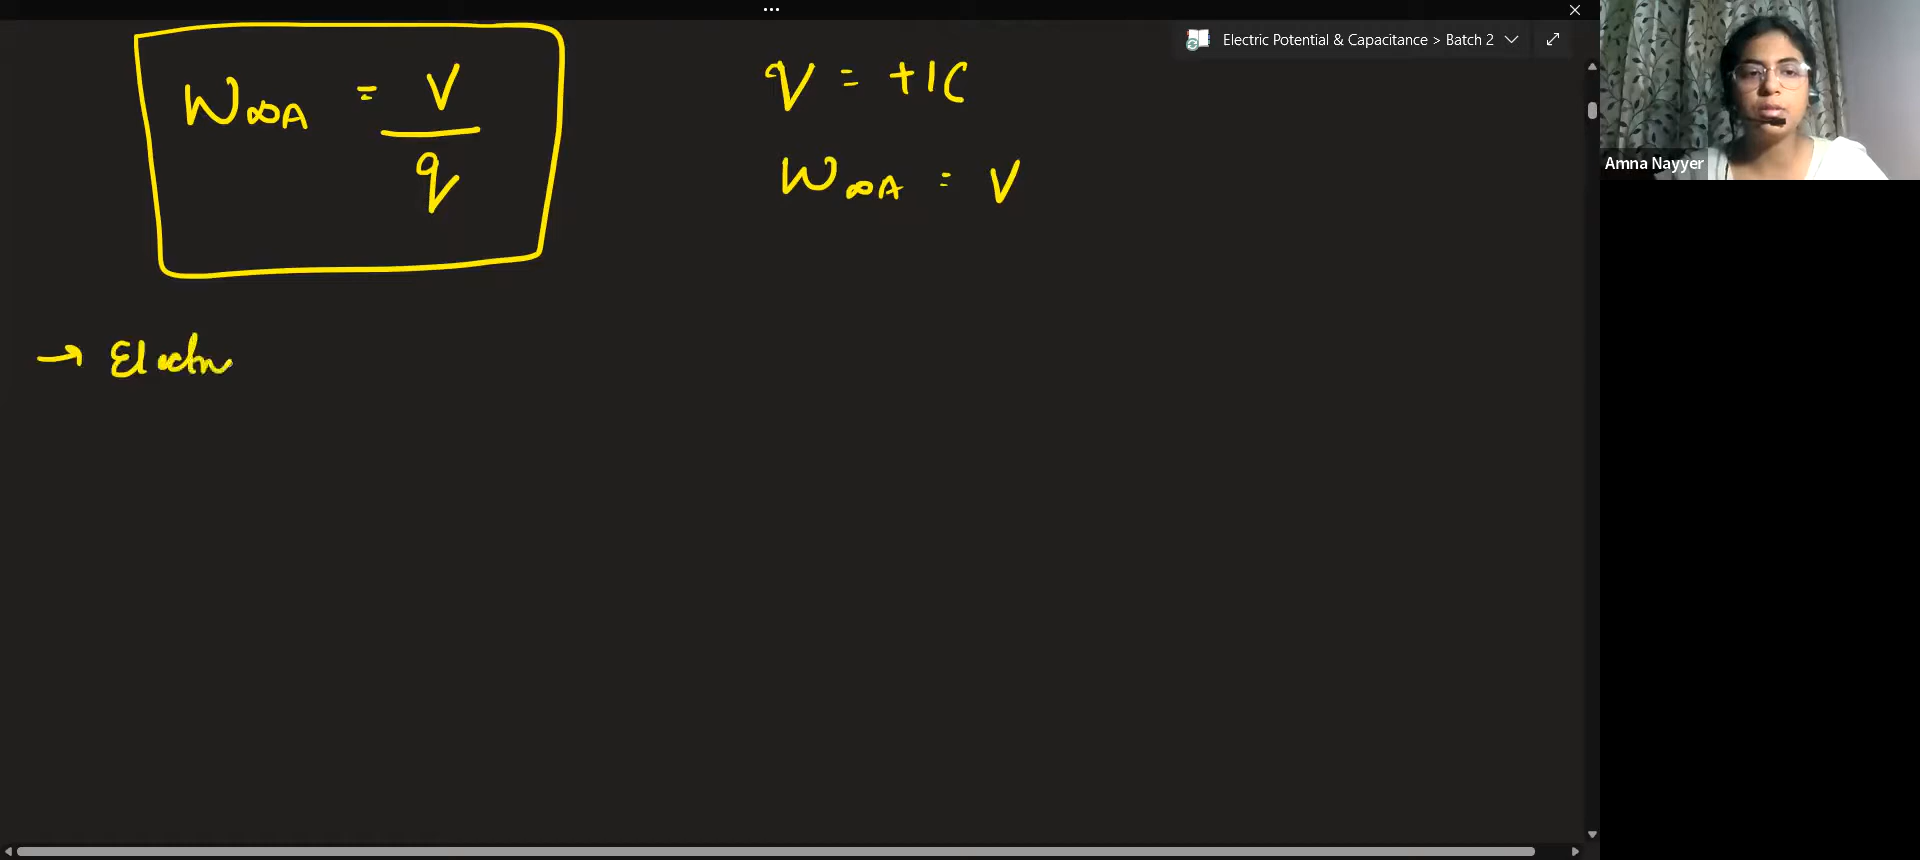 Electric Potential & Capacitance > Batch 2
W∞A = V / q
q = +1C
W∞A = V
→ Electr
Amna Nayyer